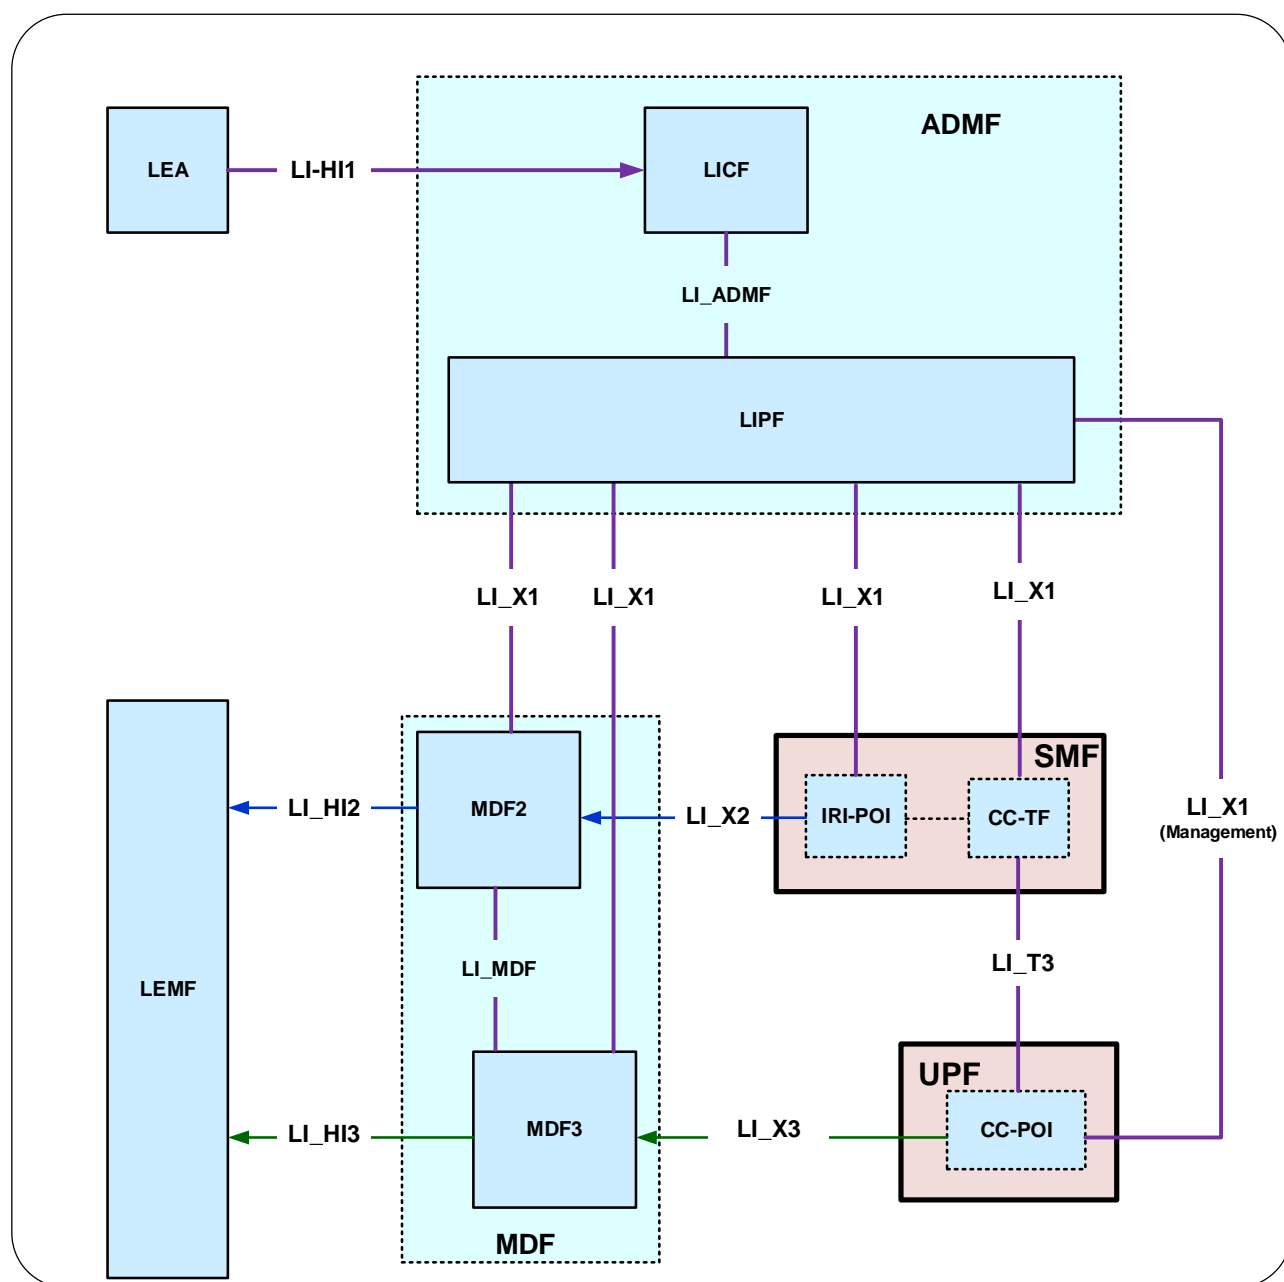 ADMF
LEA
LI-HI1
LICF
LI_ADMF
LIPF
LI_X1
LI_X1
LI_X1
LI_X1
SMF
LI_HI2
MDF2
LI_X2
IRI-POI
CC-TF
LI_X1
(Management)
LI_MDF
LI_T3
LEMF
UPF
LI_HI3
MDF3
LI_X3
CC-POI
MDF